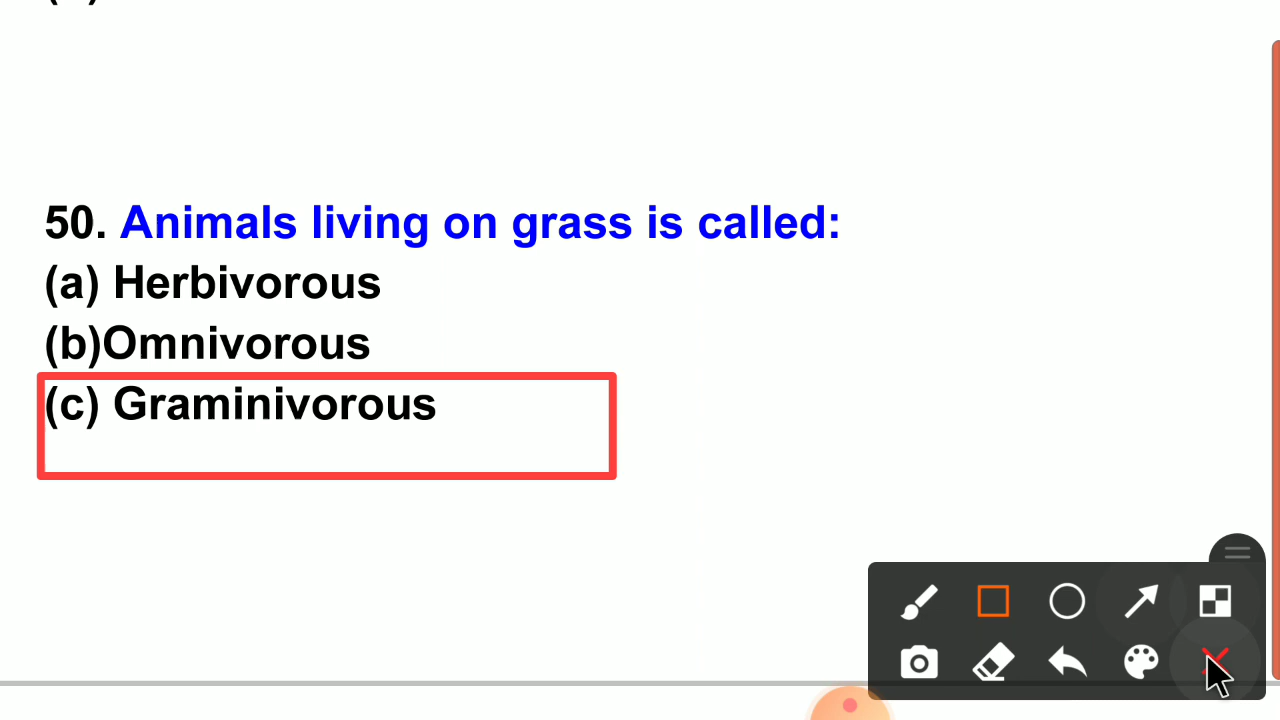 50. Animals living on grass is called:
(a) Herbivorous
(b)Omnivorous
(c) Graminivorous